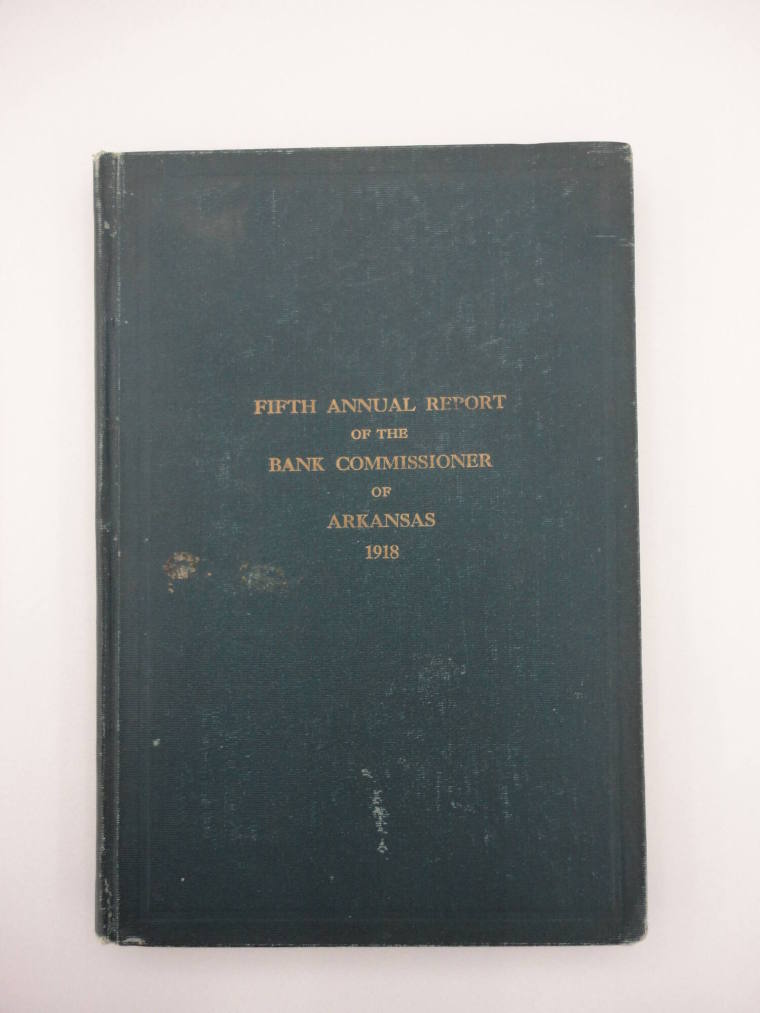 FIFTH ANNUAL REPORT
OF THE
BANK COMMISSIONER
OF
ARKANSAS
1918